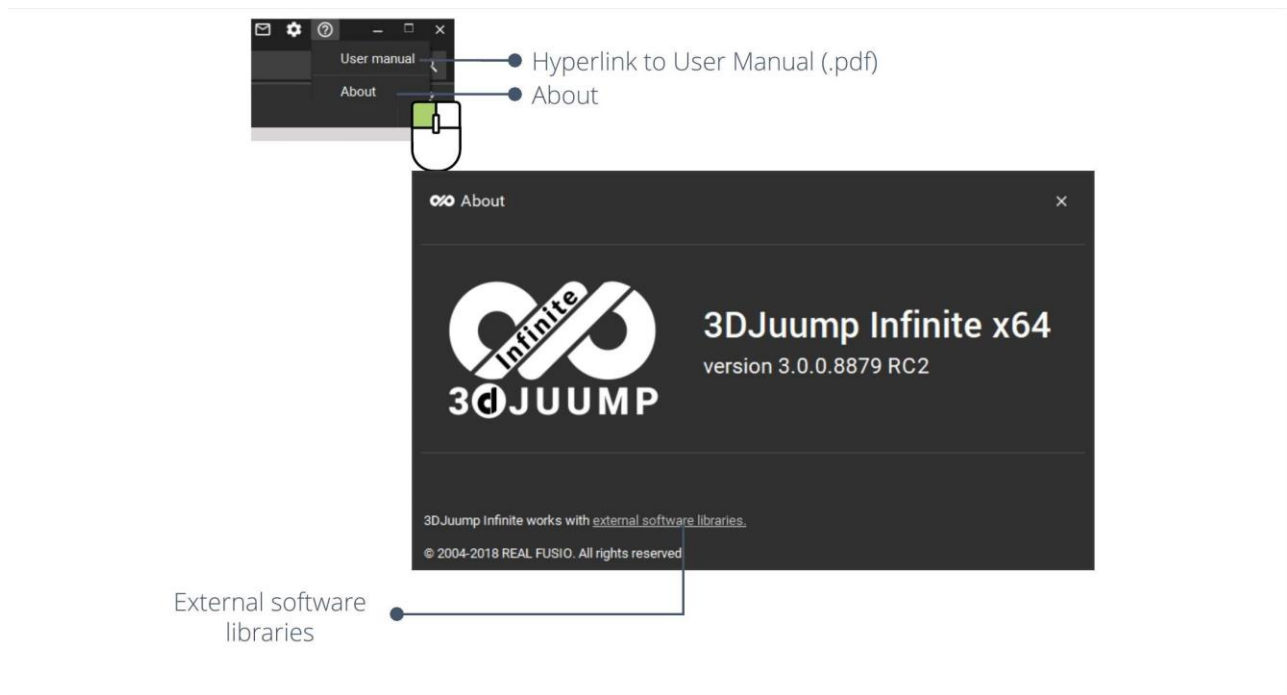 User manual
Hyperlink to User Manual (.pdf)
About
About
About
Infinite
3dJUUMP
3DJuump Infinite x64
version 3.0.0.8879 RC2
3DJuump Infinite works with external software libraries.
© 2004-2018 REAL FUSIO. All rights reserved
External software
libraries